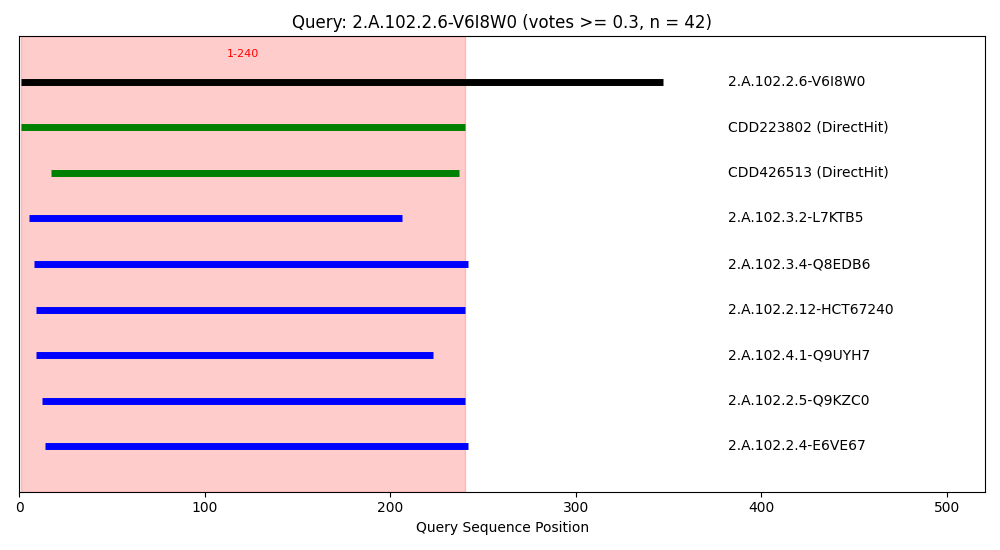 Query: 2.A.102.2.6-V6I8W0 (votes >= 0.3, n = 42)
1-240
2.A.102.2.6-V6I8W0
CDD223802 (DirectHit)
CDD426513 (DirectHit)
2.A.102.3.2-L7KTB5
2.A.102.3.4-Q8EDB6
2.A.102.2.12-HCT67240
2.A.102.4.1-Q9UYH7
2.A.102.2.5-Q9KZC0
2.A.102.2.4-E6VE67
0 100 200 300 400 500
Query Sequence Position